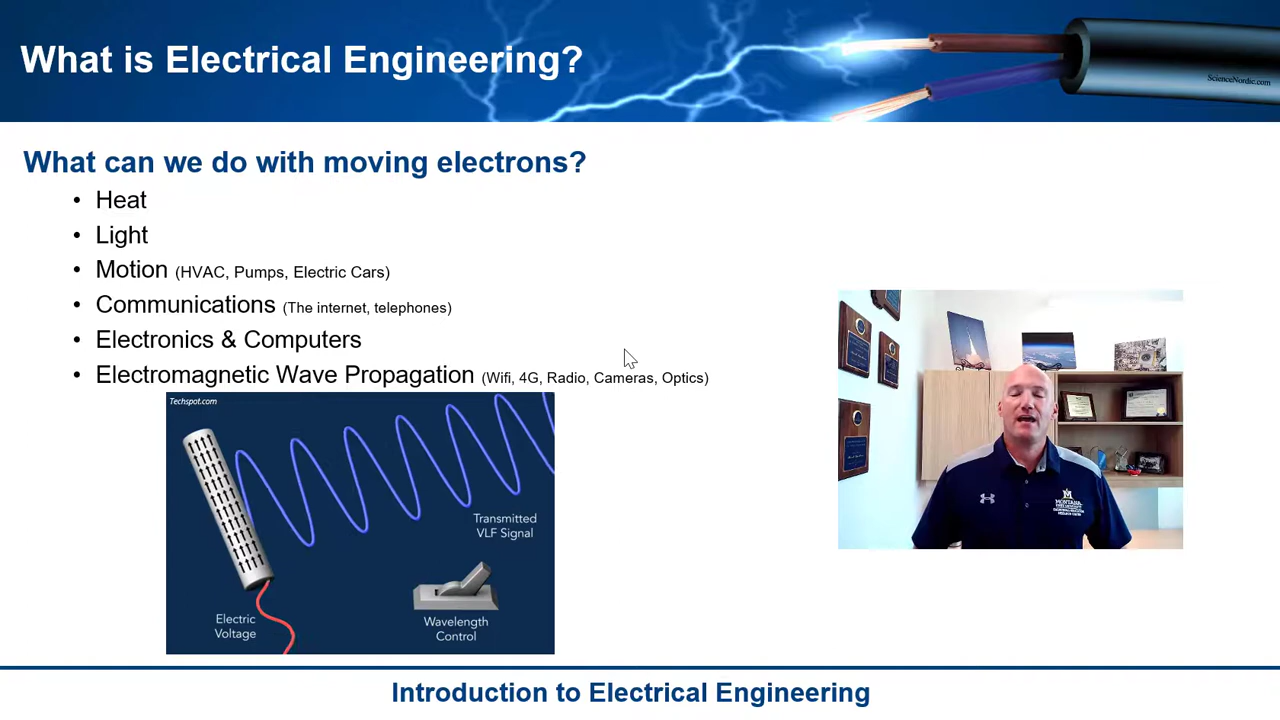 What is Electrical Engineering?
ScienceNordic.com
What can we do with moving electrons?
• Heat
• Light
• Motion (HVAC, Pumps, Electric Cars)
• Communications (The internet, telephones)
• Electronics & Computers
• Electromagnetic Wave Propagation (Wifi, 4G, Radio, Cameras, Optics)
Techspot.com
Transmitted
VLF Signal
Electric
Voltage
Wavelength
Control
MONTANA
Introduction to Electrical Engineering